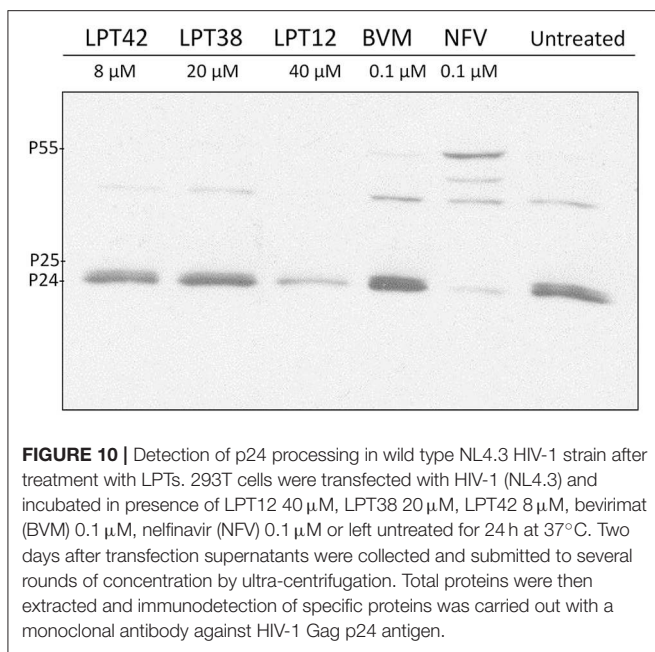 LPT42 LPT38 LPT12 BVM NFV Untreated
8 µM 20 µM 40 µM 0.1 µM 0.1 µM
P55-
P25-
P24-
FIGURE 10 | Detection of p24 processing in wild type NL4.3 HIV-1 strain after
treatment with LPTs. 293T cells were transfected with HIV-1 (NL4.3) and
incubated in presence of LPT12 40 µM, LPT38 20 µM, LPT42 8 µM, bevirimat
(BVM) 0.1 µM, nelfinavir (NFV) 0.1 µM or left untreated for 24 h at 37°C. Two
days after transfection supernatants were collected and submitted to several
rounds of concentration by ultra-centrifugation. Total proteins were then
extracted and immunodetection of specific proteins was carried out with a
monoclonal antibody against HIV-1 Gag p24 antigen.